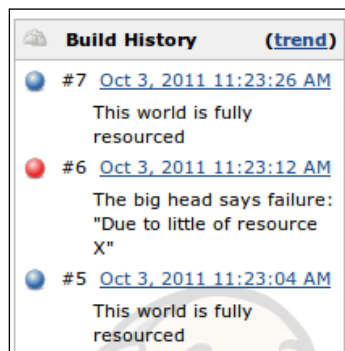 Build History (trend)
#7 Oct 3, 2011 11:23:26 AM
This world is fully
resourced
#6 Oct 3, 2011 11:23:12 AM
The big head says failure:
"Due to little of resource
X"
#5 Oct 3, 2011 11:23:04 AM
This world is fully
resourced